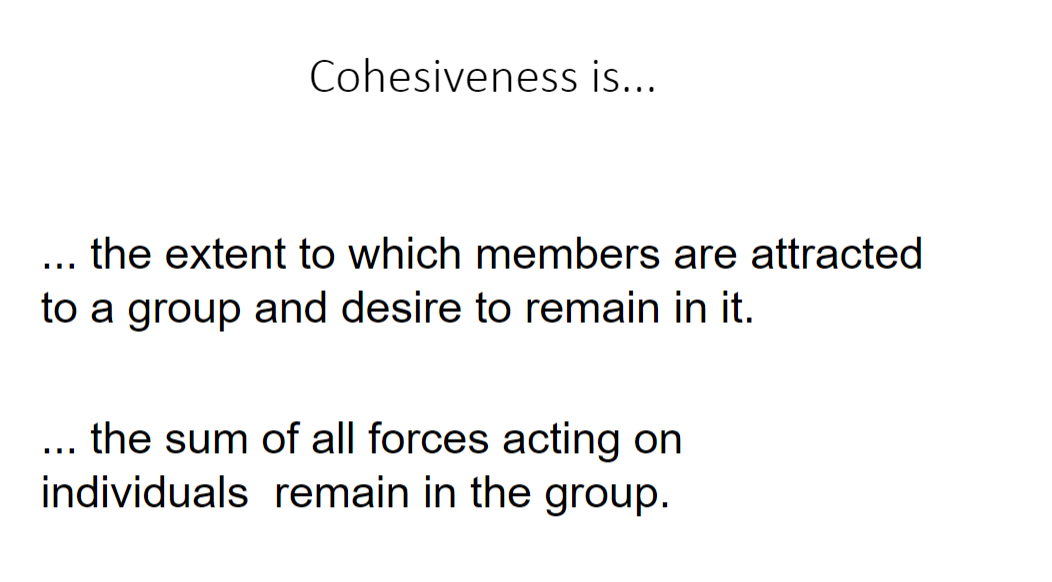 Cohesiveness is...
... the extent to which members are attracted
to a group and desire to remain in it.
... the sum of all forces acting on
individuals  remain in the group.